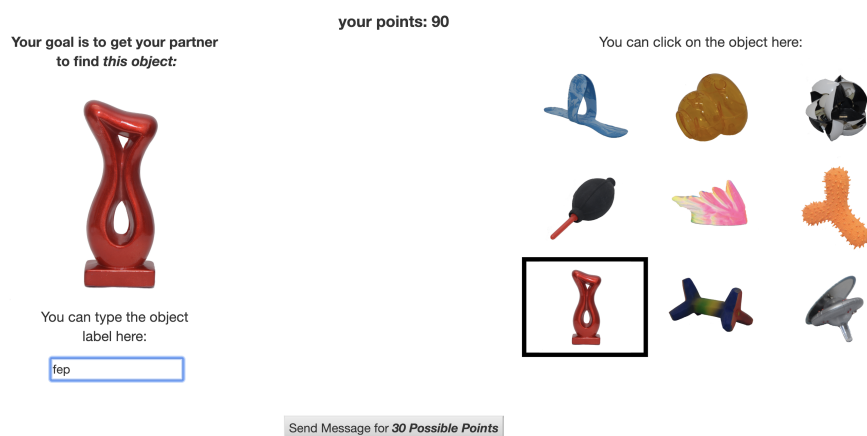 your points: 90
Your goal is to get your partner
to find this object:
You can click on the object here:
You can type the object
label here:
fep
Send Message for 30 Possible Points